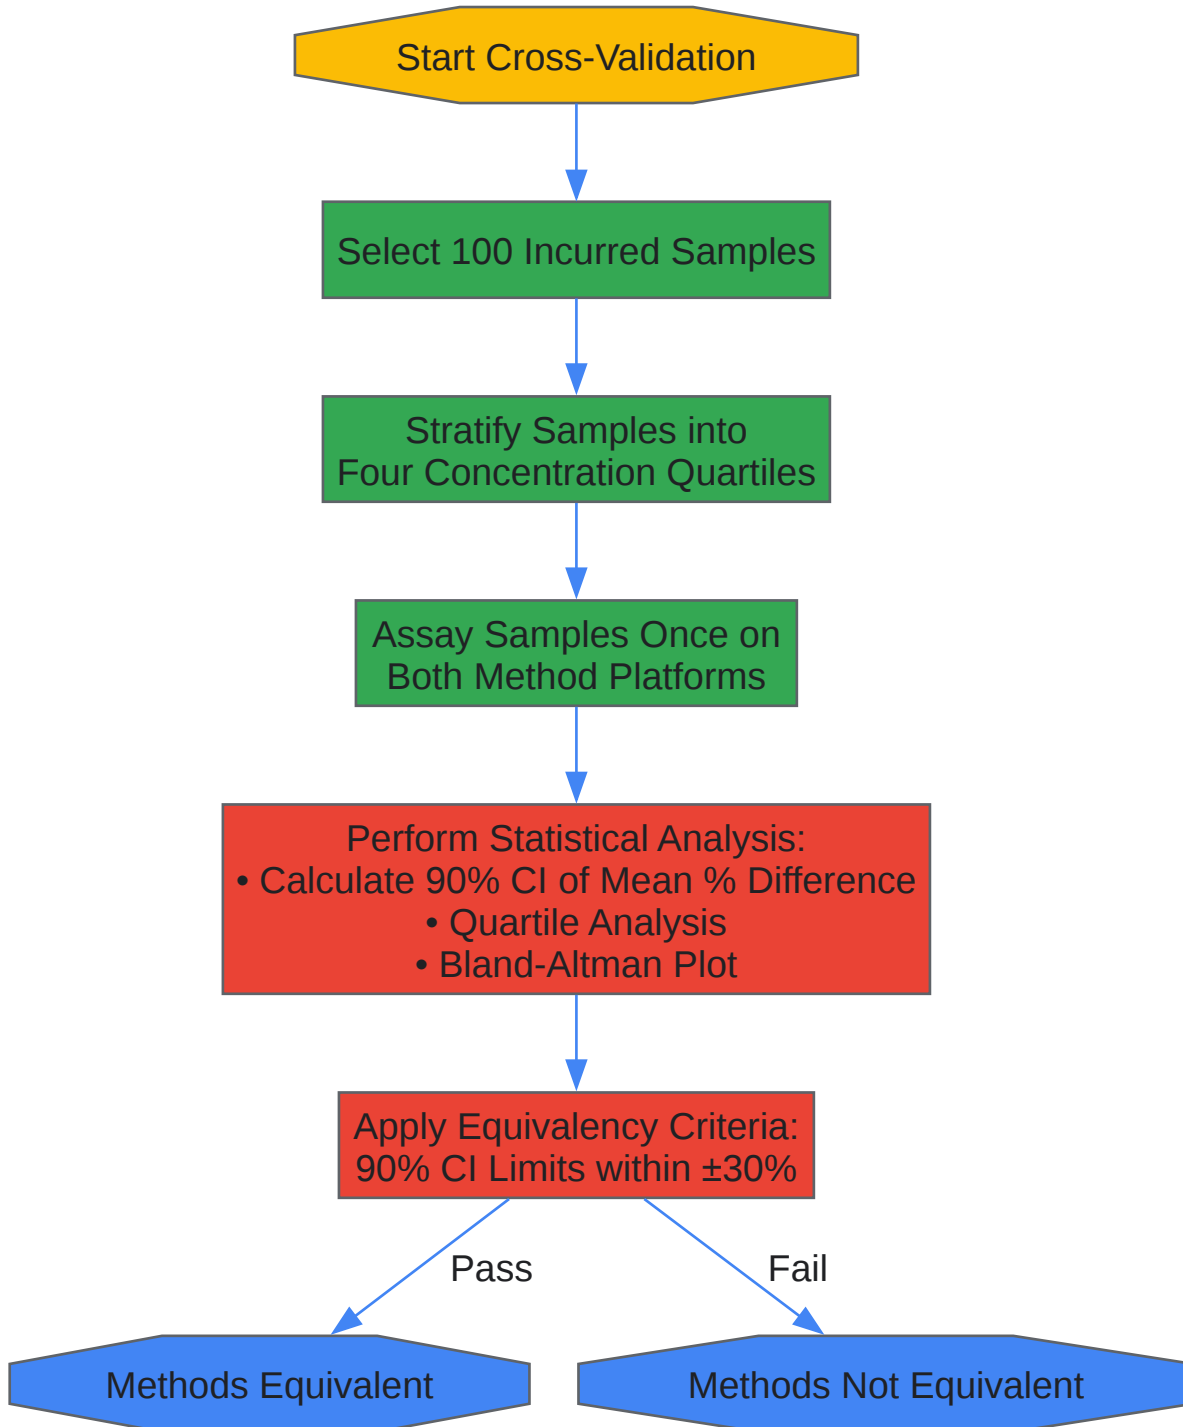 Start Cross-Validation
Select 100 Incurred Samples
Stratify Samples into
Four Concentration Quartiles
Assay Samples Once on
Both Method Platforms
Perform Statistical Analysis:
• Calculate 90% CI of Mean % Difference
• Quartile Analysis
• Bland-Altman Plot
Apply Equivalency Criteria:
90% CI Limits within ±30%
Pass
Fail
Methods Equivalent
Methods Not Equivalent